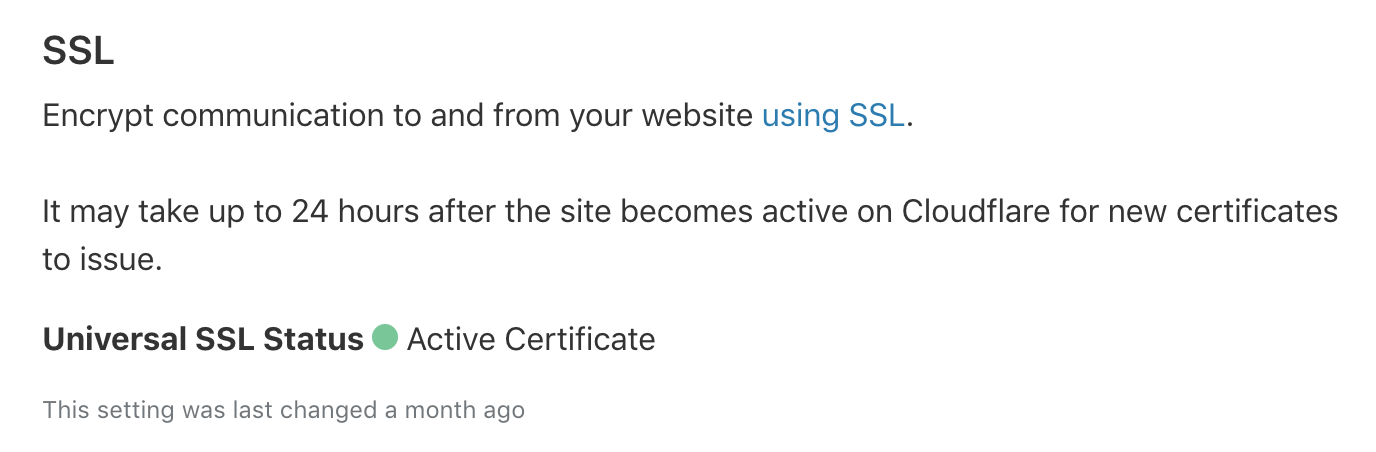 SSL
Encrypt communication to and from your website using SSL.
It may take up to 24 hours after the site becomes active on Cloudflare for new certificates
to issue.
Universal SSL Status Active Certificate
This setting was last changed a month ago